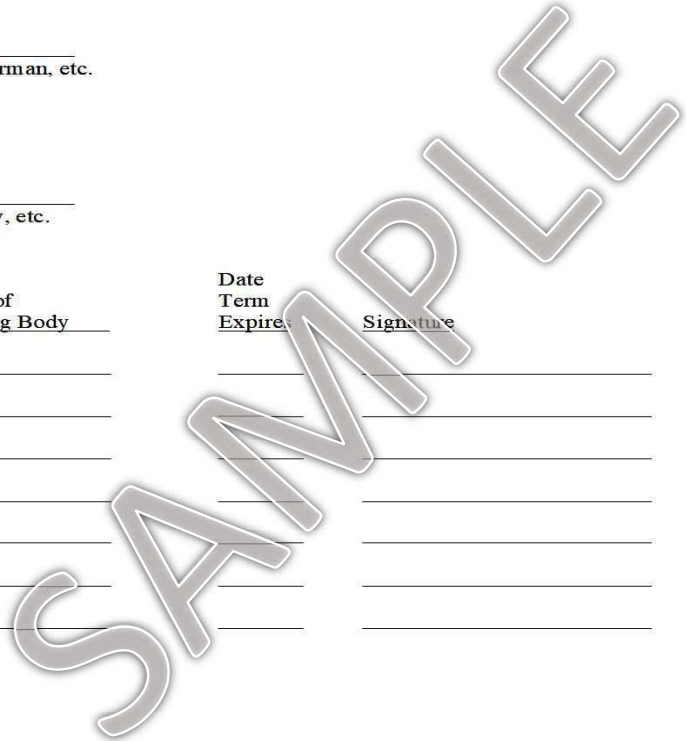 rman, etc.
, etc.
Date
of Term
g Body Expires Signature
SAMPLE